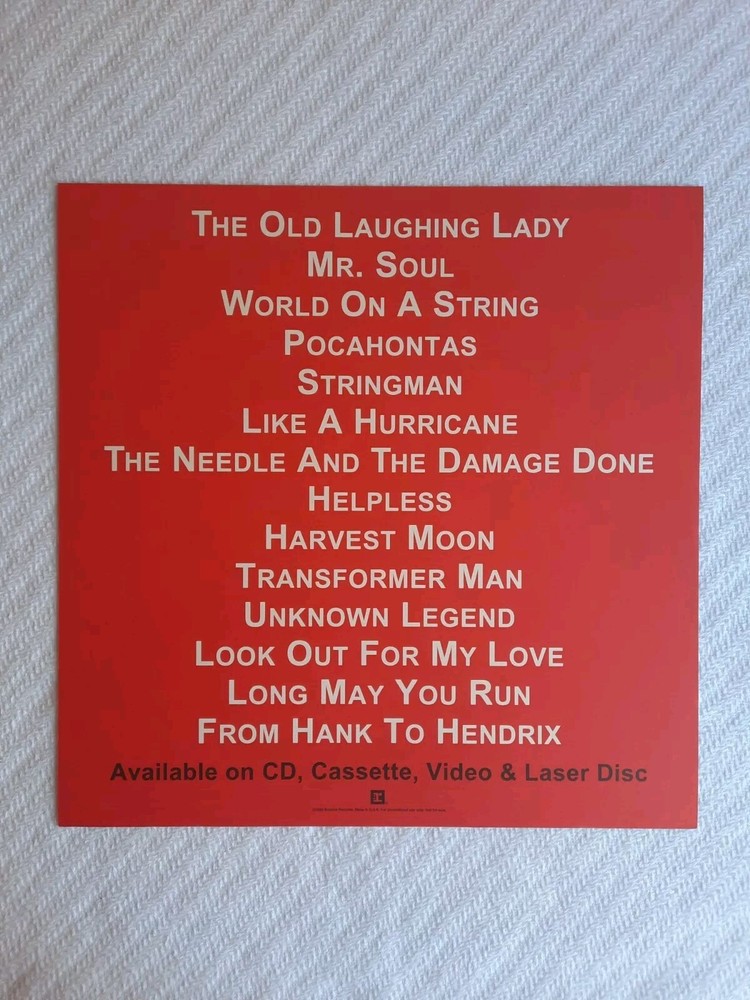 The Old Laughing Lady
Mr. Soul
World On A String
Pocahontas
Stringman
Like A Hurricane
The Needle And The Damage Done
Helpless
Harvest Moon
Transformer Man
Unknown Legend
Look Out For My Love
Long May You Run
From Hank To Hendrix
Available on CD, Cassette, Video & Laser Disc